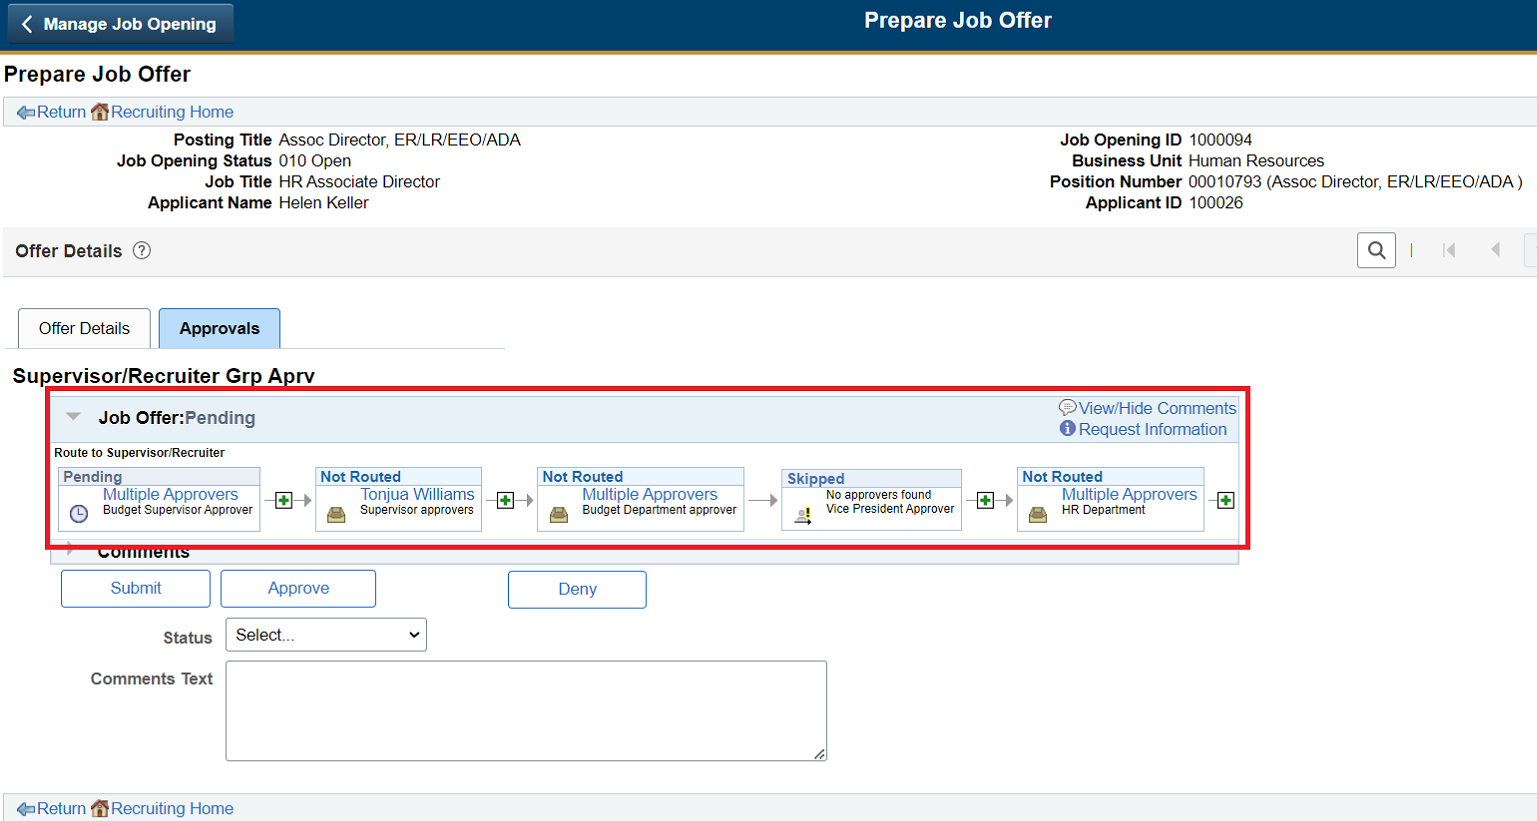 Manage Job Opening
Prepare Job Offer
Prepare Job Offer
Return Recruiting Home
Posting Title Assoc Director, ER/LR/EEO/ADA
Job Opening ID 1000094
Job Opening Status 010 Open
Business Unit Human Resources
Job Title HR Associate Director
Position Number 00010793 (Assoc Director, ER/LR/EEO/ADA )
Applicant Name Helen Keller
Applicant ID 100026
Offer Details ?
Offer Details
Approvals
Supervisor/Recruiter Grp Aprv
Job Offer:Pending
View/Hide Comments
Request Information
Route to Supervisor/Recruiter
Pending
Multiple Approvers
Budget Supervisor Approver
Not Routed
Tonjua Williams
Supervisor approvers
Not Routed
Multiple Approvers
Budget Department approver
Skipped
No approvers found
Vice President Approver
Not Routed
Multiple Approvers
HR Department
Comments
Submit
Approve
Deny
Status Select...
Comments Text
Return Recruiting Home